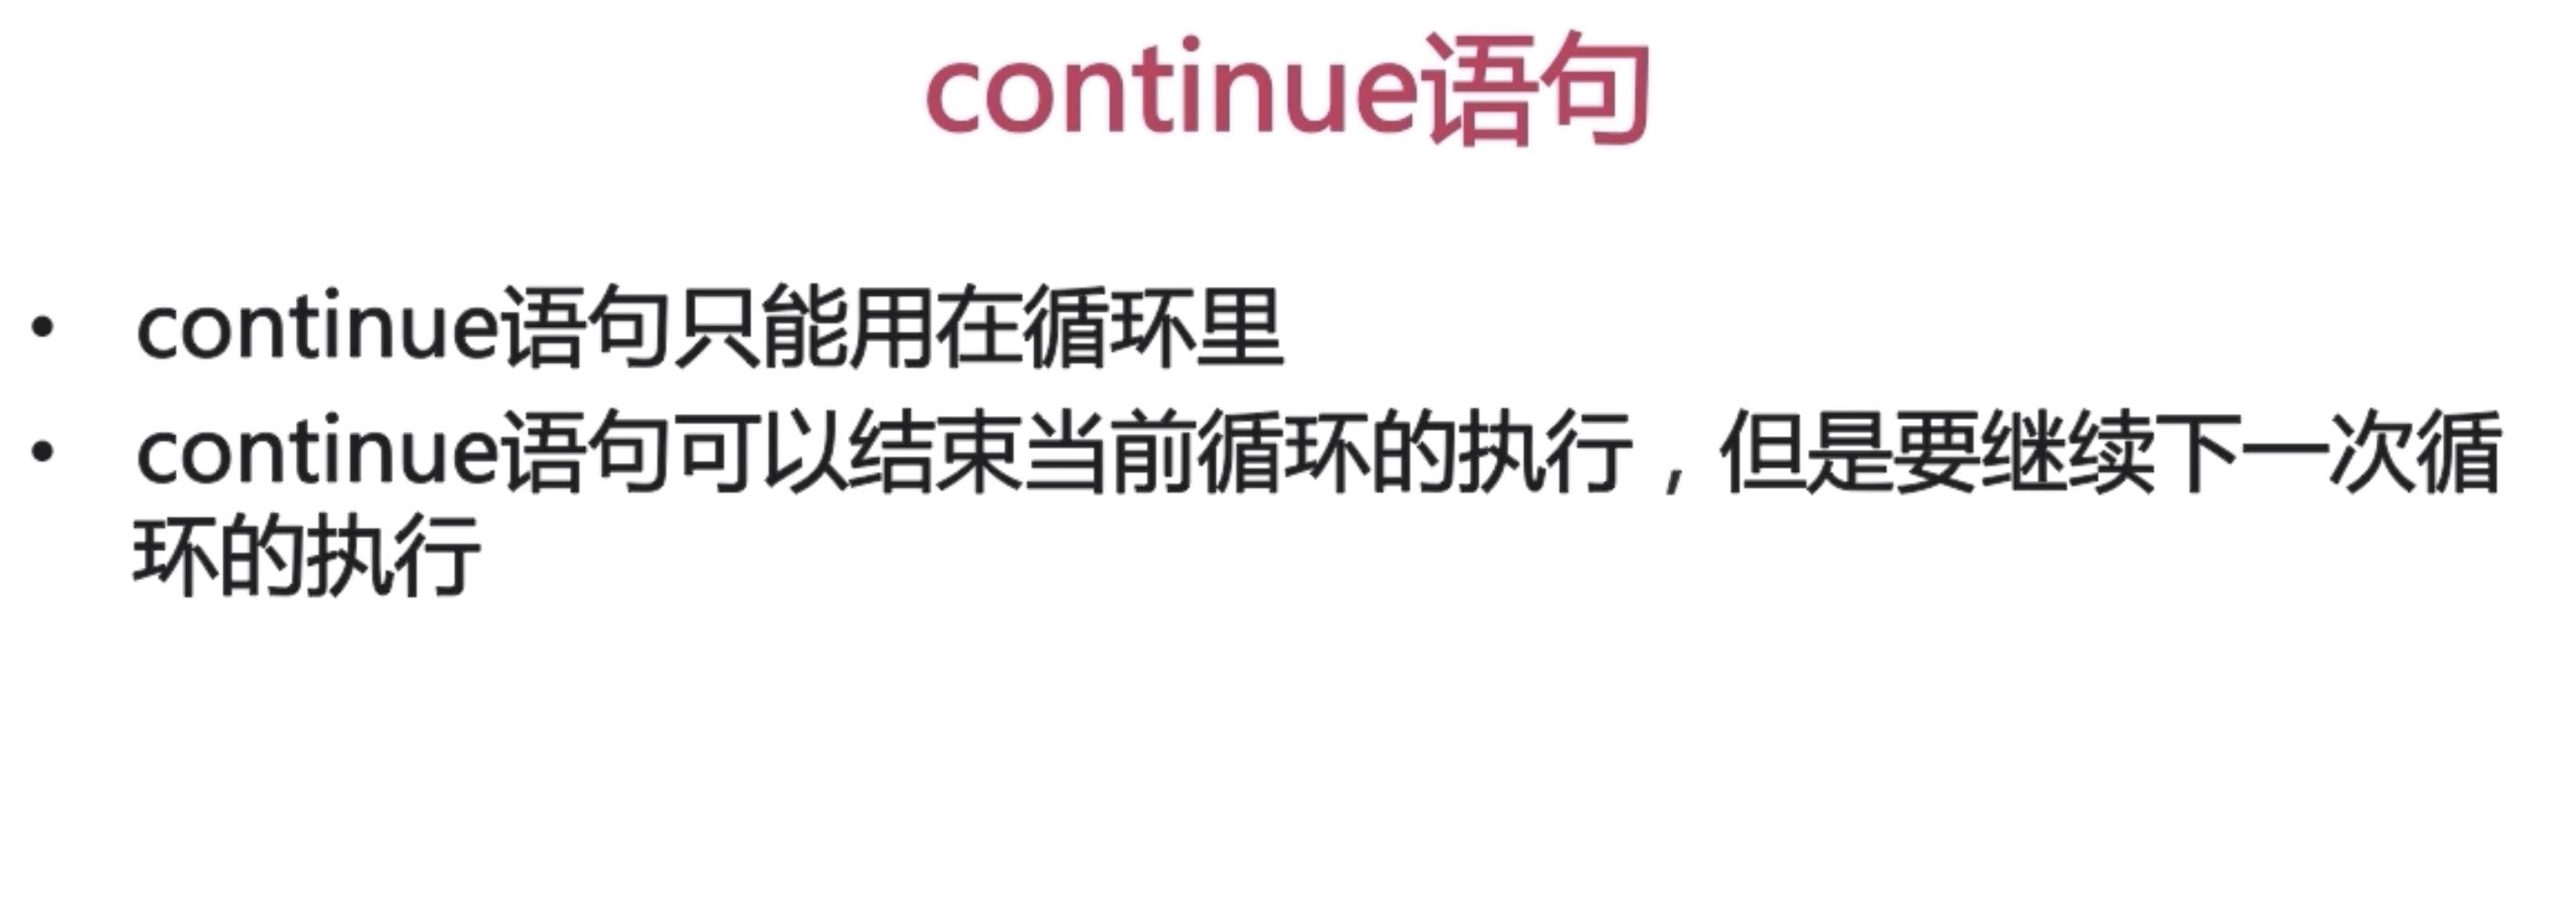 continue语句
• continue语句只能用在循环里
• continue语句可以结束当前循环的执行，但是要继续下一次循
环的执行